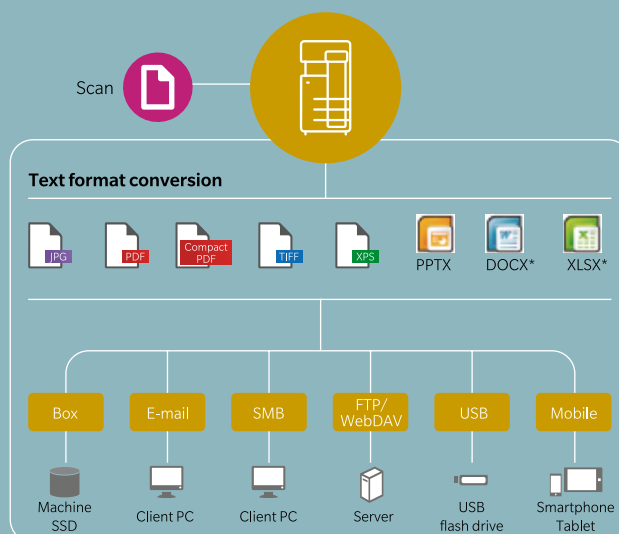 Scan
Text format conversion
JPG
PDF
Compact
PDF
TIFF
XPS
PPTX
DOCX*
XLSX*
Box
E-mail
SMB
FTP/
WebDAV
USB
Mobile
Machine
SSD
Client PC
Client PC
Server
USB
flash drive
Smartphone
Tablet